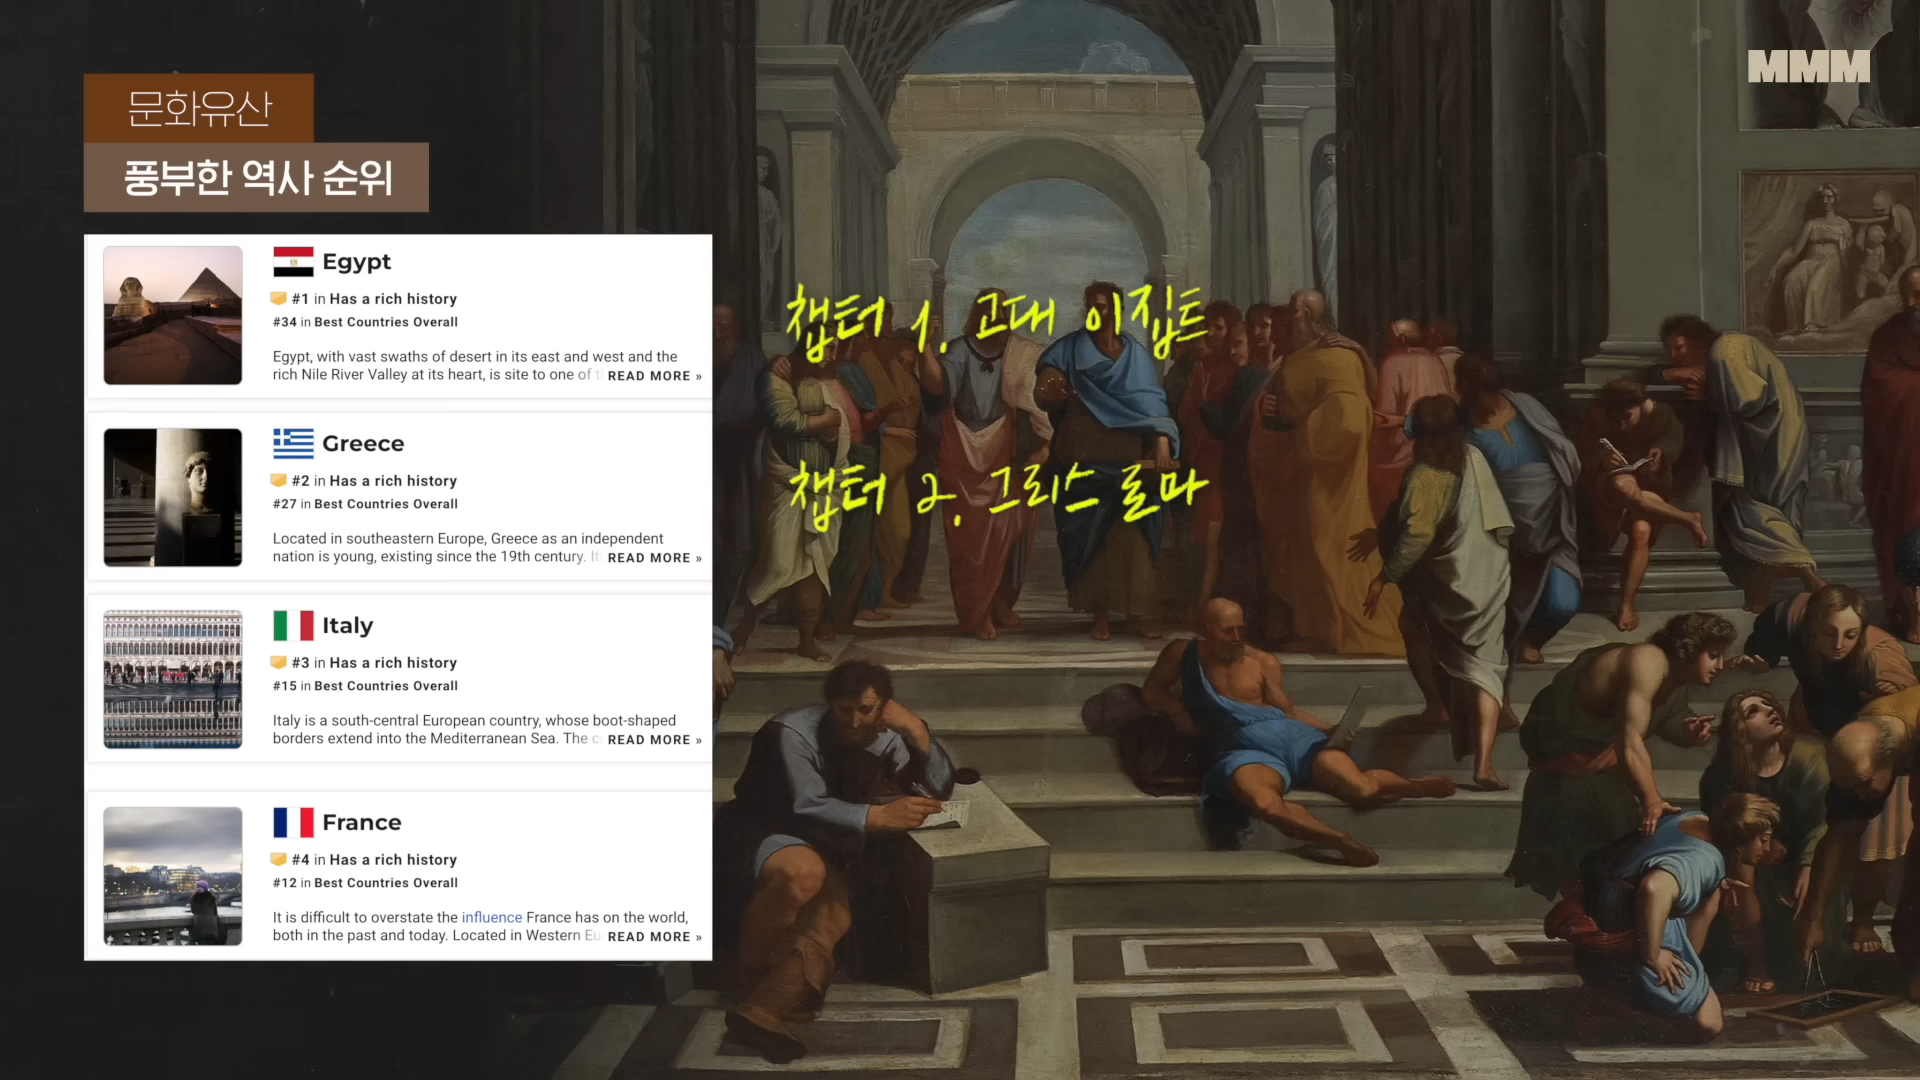 MMM
문화유산
풍부한 역사 순위
Egypt
#1 in Has a rich history
#34 in Best Countries Overall
Egypt, with vast swaths of desert in its east and west and the
rich Nile River Valley at its heart, is site to one of READ MORE »
Greece
#2 in Has a rich history
#27 in Best Countries Overall
Located in southeastern Europe, Greece as an independent
nation is young, existing since the 19th century. READ MORE »
Italy
#3 in Has a rich history
#15 in Best Countries Overall
Italy is a south-central European country, whose boot-shaped
borders extend into the Mediterranean Sea. The READ MORE »
France
#4 in Has a rich history
#12 in Best Countries Overall
It is difficult to overstate the influence France has on the world,
both in the past and today. Located in Western READ MORE »
챕터 1. 고대 이집트
챕터 2. 그리스 로마